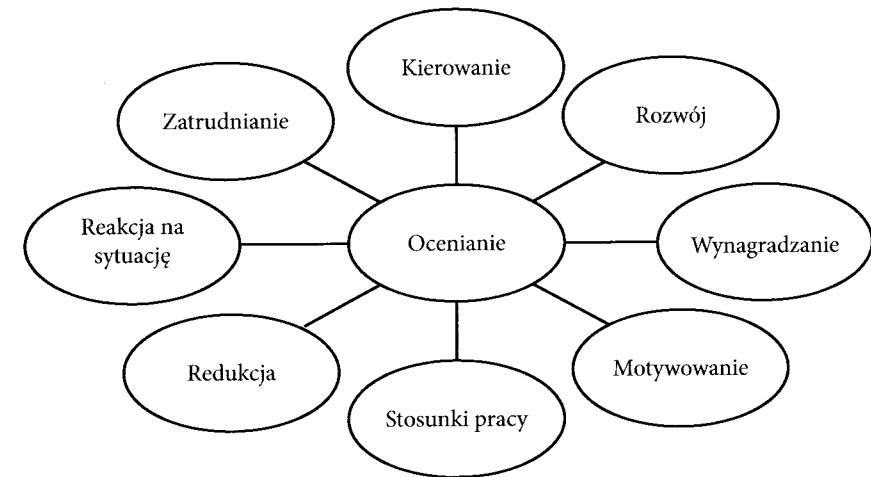 Kierowanie
Zatrudnianie
Rozwój
Reakcja na
sytuację
Ocenianie
Wynagradzanie
Redukcja
Motywowanie
Stosunki pracy